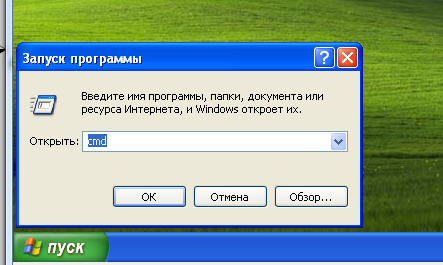 Запуск программы
Введите имя программы, папки, документа или
ресурса Интернета, и Windows откроет их.
Открыть: cmd
OK Отмена Обзор...
пуск